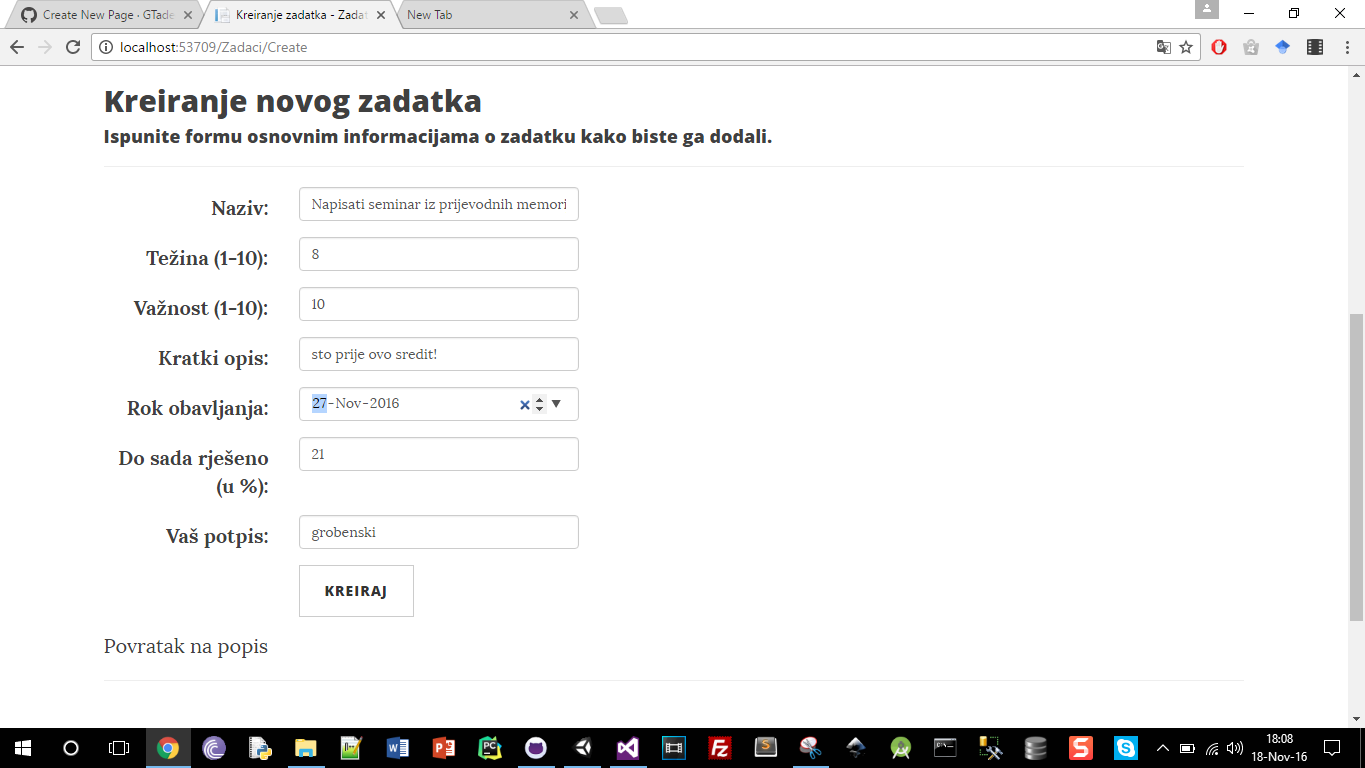 Create New Page · GTade
Kreiranje zadatka - Zadat
New Tab
localhost:53709/Zadaci/Create
Kreiranje novog zadatka
Ispunite formu osnovnim informacijama o zadatku kako biste ga dodali.
Naziv:
Napisati seminar iz prijevodnih memori
Težina (1-10):
8
Važnost (1-10):
10
Kratki opis:
sto prije ovo sredit!
Rok obavljanja:
27-Nov-2016
Do sada rješeno
(u %):
21
Vaš potpis:
grobenski
KREIRAJ
Povratak na popis
18:08
18-Nov-16